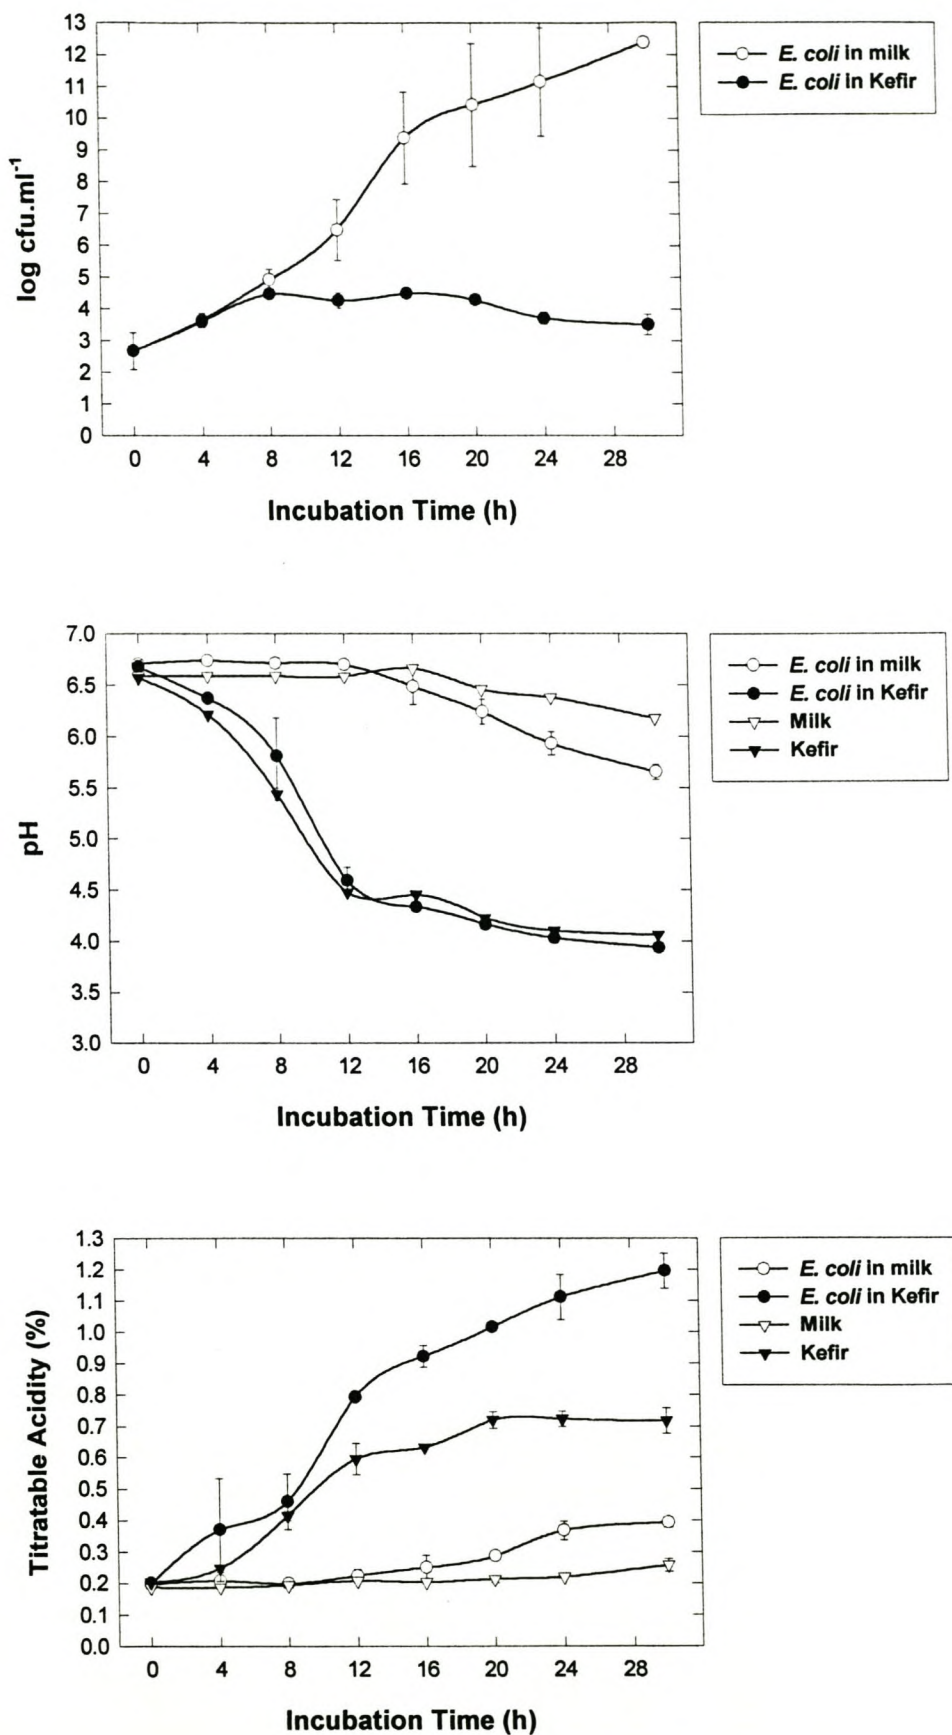 13
12
11
10
9
8
7
6
5
4
3
2
1
0
log cfu.ml-1
0 4 8 12 16 20 24 28
Incubation Time (h)
E. coli in milk
E. coli in Kefir
7.0
6.5
6.0
5.5
5.0
4.5
4.0
3.5
3.0
pH
0 4 8 12 16 20 24 28
Incubation Time (h)
E. coli in milk
E. coli in Kefir
Milk
Kefir
1.3
1.2
1.1
1.0
0.9
0.8
0.7
0.6
0.5
0.4
0.3
0.2
0.1
0.0
Titratable Acidity (%)
0 4 8 12 16 20 24 28
Incubation Time (h)
E. coli in milk
E. coli in Kefir
Milk
Kefir